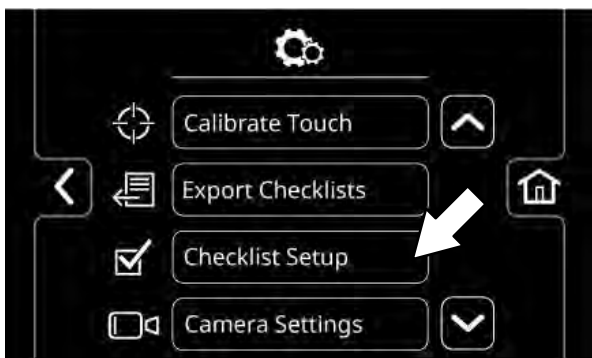 Calibrate Touch
Export Checklists
Checklist Setup
Camera Settings